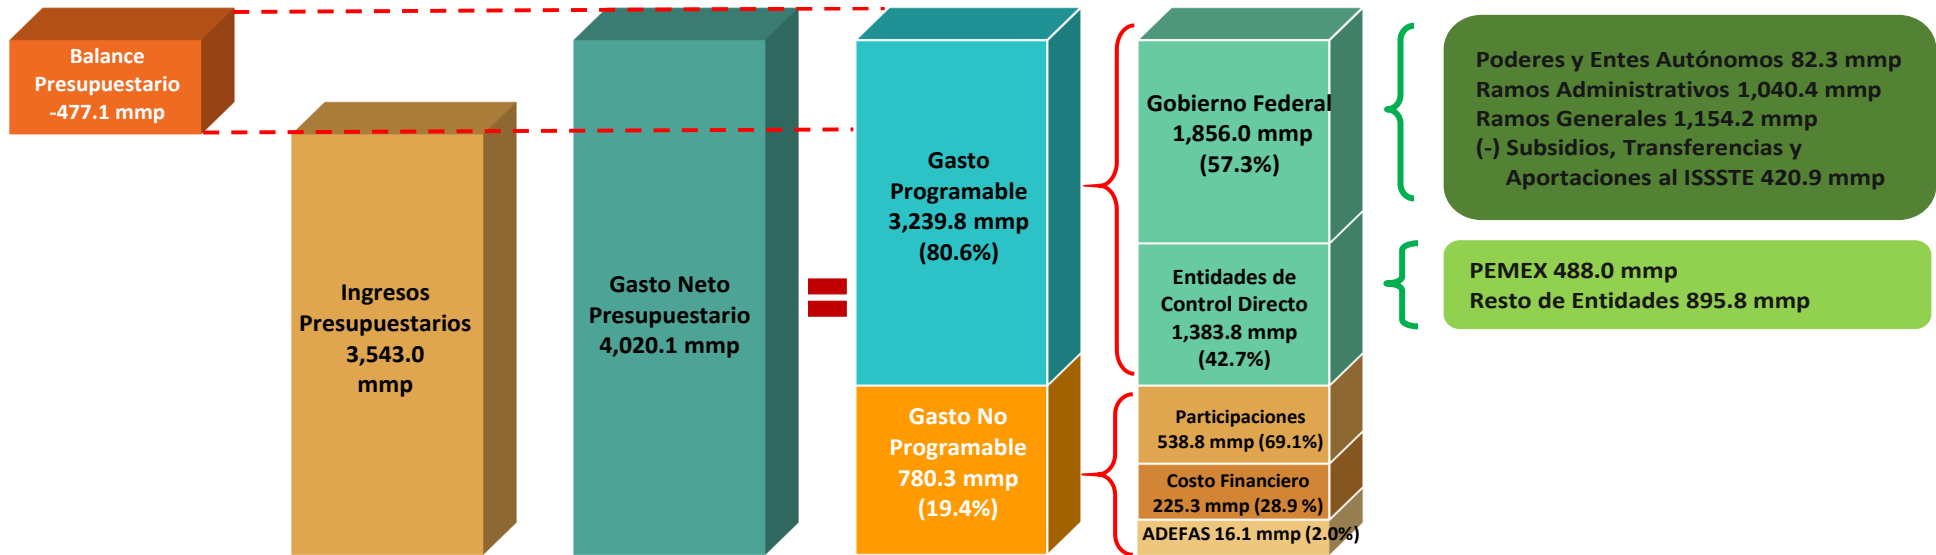 Balance
Presupuestario
-477.1 mmp
Ingresos
Presupuestarios
3,543.0
mmp
Gasto Neto
Presupuestario
4,020.1 mmp
=
Gasto
Programable
3,239.8 mmp
(80.6%)
Gasto No
Programable
780.3 mmp
(19.4%)
Gobierno Federal
1,856.0 mmp
(57.3%)
Entidades de
Control Directo
1,383.8 mmp
(42.7%)
Participaciones
538.8 mmp (69.1%)
Costo Financiero
225.3 mmp (28.9 %)
ADEFAS 16.1 mmp (2.0%)
Poderes y Entes Autónomos 82.3 mmp
Ramos Administrativos 1,040.4 mmp
Ramos Generales 1,154.2 mmp
(-) Subsidios, Transferencias y
Aportaciones al ISSSTE 420.9 mmp
PEMEX 488.0 mmp
Resto de Entidades 895.8 mmp